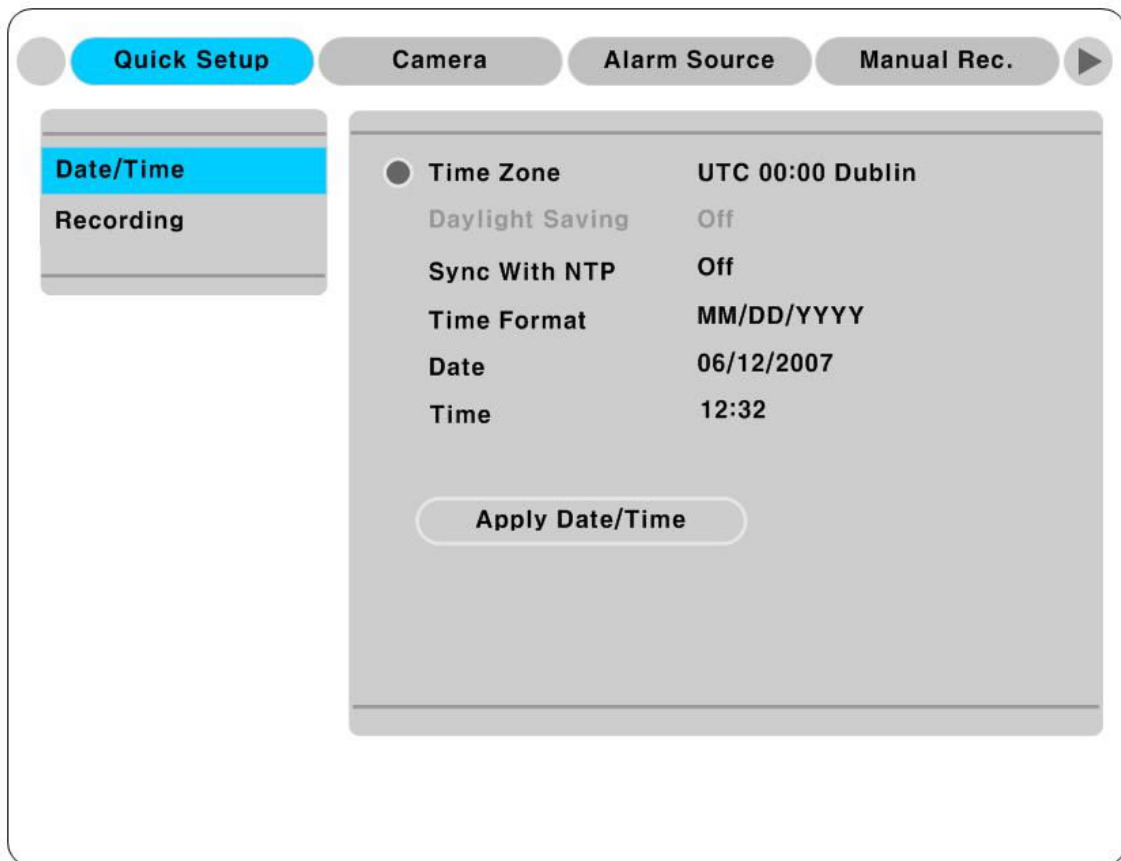 Quick Setup Camera Alarm Source Manual Rec.
Date/Time
Recording
Time Zone UTC 00:00 Dublin
Daylight Saving Off
Sync With NTP Off
Time Format MM/DD/YYYY
Date 06/12/2007
Time 12:32
Apply Date/Time